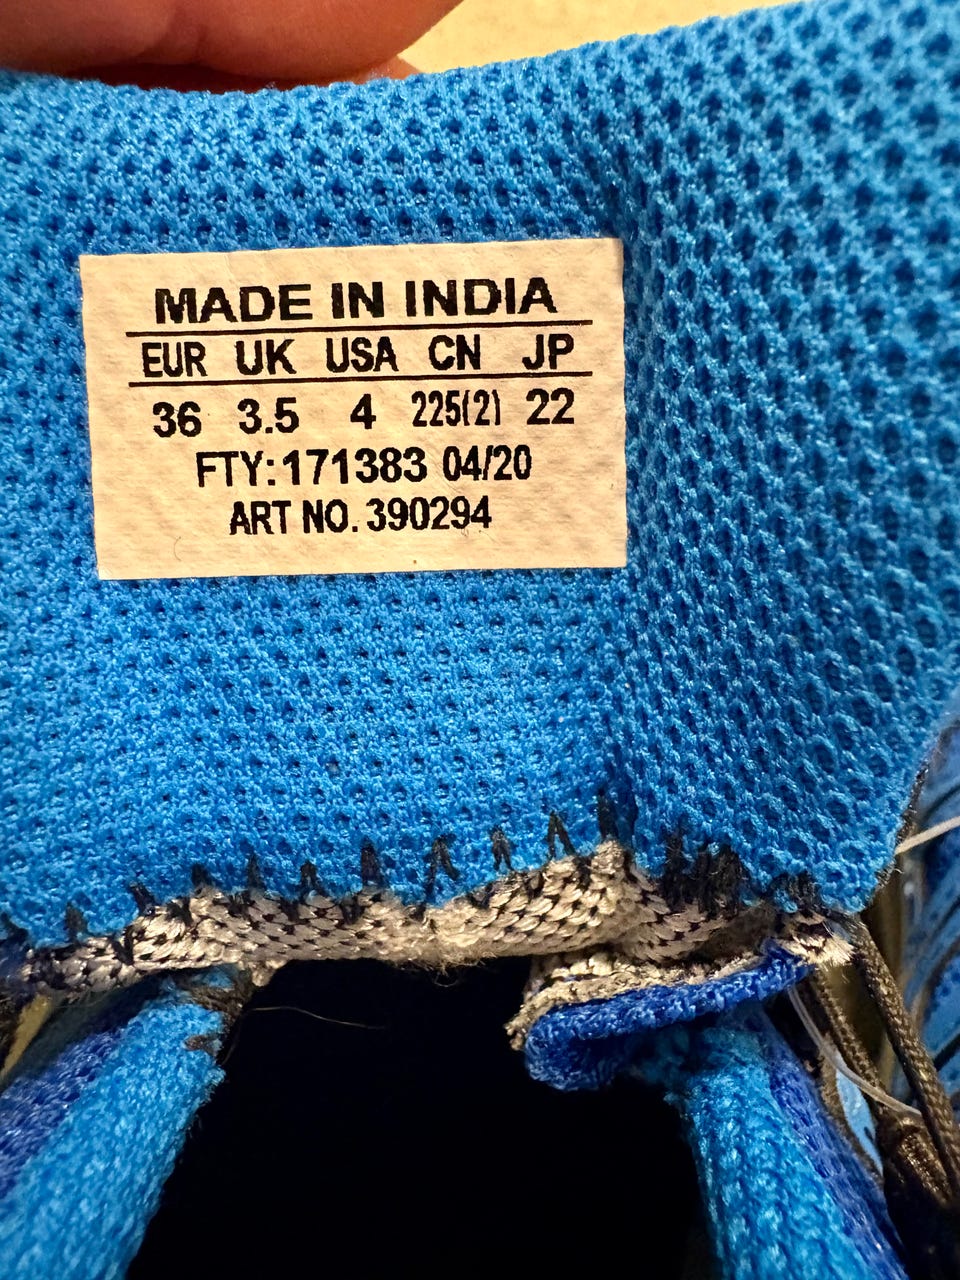 MADE IN INDIA
EUR UK USA CN JP
36 3.5 4 225(2) 22
FTY:171383 04/20
ART NO. 390294